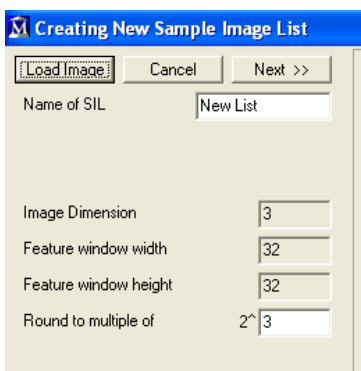 Creating New Sample Image List
Load Image Cancel Next >>
Name of SIL New List
Image Dimension 3
Feature window width 32
Feature window height 32
Round to multiple of 2^ 3